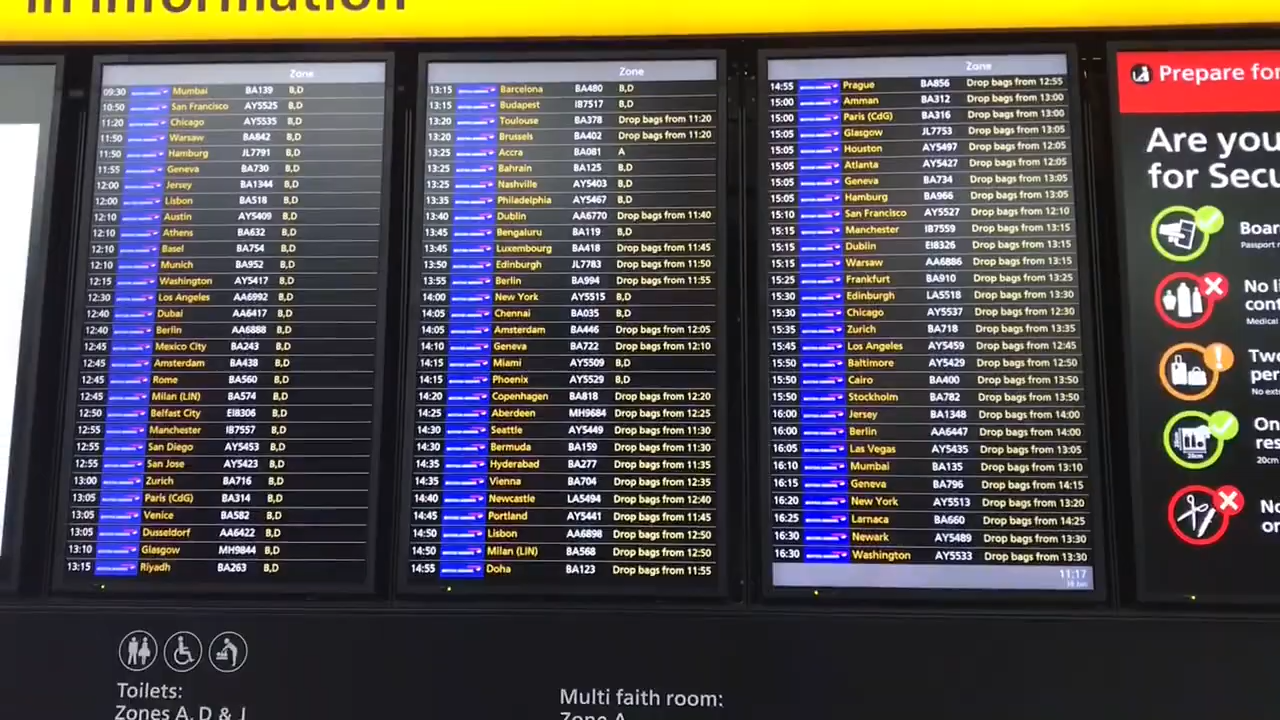 in information
Zone
09:30 Mumbai BA139 B,D
10:50 San Francisco AY5525 B,D
11:20 Chicago AY5535 B,D
11:50 Warsaw BA842 B,D
11:50 Hamburg JL7791 B,D
11:55 Geneva BA730 B,D
12:00 Jersey BA1344 B,D
12:00 Lisbon BA518 B,D
12:10 Austin AY5409 B,D
12:10 Athens BA632 B,D
12:10 Basel BA754 B,D
12:10 Munich BA952 B,D
12:15 Washington AY5417 B,D
12:30 Los Angeles AA6992 B,D
12:40 Dubai AA6417 B,D
12:40 Berlin AA6888 B,D
12:45 Mexico City BA243 B,D
12:45 Amsterdam BA438 B,D
12:45 Rome BA560 B,D
12:45 Milan (LIN) BA574 B,D
12:50 Belfast City EI8306 B,D
12:55 Manchester IB7557 B,D
12:55 San Diego AY5453 B,D
12:55 San Jose AY5423 B,D
13:00 Zurich BA716 B,D
13:05 Paris (CdG) BA314 B,D
13:05 Venice BA582 B,D
13:05 Dusseldorf AA6422 B,D
13:10 Glasgow MH9844 B,D
13:15 Riyadh BA263 B,D
Zone
13:15 Barcelona BA480 B,D
13:15 Budapest IB7517 B,D
13:20 Toulouse BA378 Drop bags from 11:20
13:20 Brussels BA402 Drop bags from 11:20
13:25 Accra BA081 A
13:25 Bahrain BA125 B,D
13:25 Nashville AY5403 B,D
13:35 Philadelphia AY5467 B,D
13:40 Dublin AA6770 Drop bags from 11:40
13:45 Bengaluru BA119 B,D
13:45 Luxembourg BA418 Drop bags from 11:45
13:50 Edinburgh JL7783 Drop bags from 11:50
13:55 Berlin BA994 Drop bags from 11:55
14:00 New York AY5515 B,D
14:05 Chennai BA035 B,D
14:05 Amsterdam BA446 Drop bags from 12:05
14:10 Geneva BA722 Drop bags from 12:10
14:15 Miami AY5509 B,D
14:15 Phoenix AY5529 B,D
14:20 Copenhagen BA818 Drop bags from 12:20
14:25 Aberdeen MH9684 Drop bags from 12:25
14:30 Seattle AY5449 Drop bags from 11:30
14:30 Bermuda BA159 Drop bags from 11:30
14:35 Hyderabad BA277 Drop bags from 11:35
14:35 Vienna BA704 Drop bags from 12:35
14:40 Newcastle LA5494 Drop bags from 12:40
14:45 Portland AY5441 Drop bags from 11:45
14:50 Lisbon AA6898 Drop bags from 12:50
14:50 Milan (LIN) BA568 Drop bags from 12:50
14:55 Doha BA123 Drop bags from 11:55
Zone
14:55 Prague BA856 Drop bags from 12:55
15:00 Amman BA312 Drop bags from 13:00
15:00 Paris (CdG) BA316 Drop bags from 13:00
15:05 Glasgow JL7753 Drop bags from 13:05
15:05 Houston AY5497 Drop bags from 12:05
15:05 Atlanta AY5427 Drop bags from 12:05
15:05 Geneva BA734 Drop bags from 13:05
15:05 Hamburg BA966 Drop bags from 13:05
15:10 San Francisco AY5527 Drop bags from 12:10
15:15 Manchester IB7559 Drop bags from 13:15
15:15 Dublin EI8326 Drop bags from 13:15
15:15 Warsaw AA6886 Drop bags from 13:15
15:25 Frankfurt BA910 Drop bags from 13:25
15:30 Edinburgh LA5518 Drop bags from 13:30
15:30 Chicago AY5537 Drop bags from 12:30
15:35 Zurich BA718 Drop bags from 13:35
15:45 Los Angeles AY5459 Drop bags from 12:45
15:50 Baltimore AY5429 Drop bags from 12:50
15:50 Cairo BA400 Drop bags from 13:50
15:50 Stockholm BA782 Drop bags from 13:50
16:00 Jersey BA1348 Drop bags from 14:00
16:00 Berlin AA6447 Drop bags from 14:00
16:05 Las Vegas AY5435 Drop bags from 13:05
16:10 Mumbai BA135 Drop bags from 13:10
16:15 Geneva BA796 Drop bags from 14:15
16:20 New York AY5513 Drop bags from 13:20
16:25 Larnaca BA660 Drop bags from 14:25
16:30 Newark AY5489 Drop bags from 13:30
16:30 Washington AY5533 Drop bags from 13:30
11:17
Prepare for
Are you
for Secu
Boar
Passport
No li
cont
Medical
Two
per
No ext
On
res
20cm
No
or
Toilets:
Zones A, D & J
Multi faith room:
Zone A